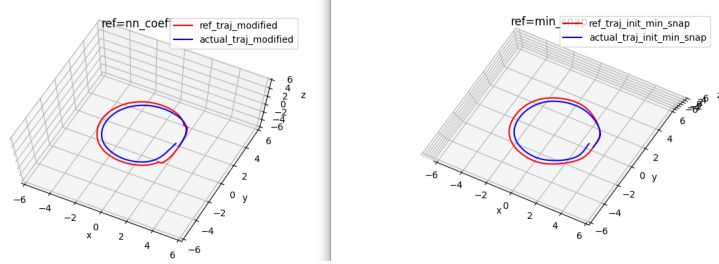 ref=nn_coef
ref_traj_modified
actual_traj_modified
6
4
2
0
−2
−4
−6
z
6
4
2
0
−2
−4
−6
y
−6
−4
−2
0
2
4
6
x
ref=min_snap
ref_traj_init_min_snap
actual_traj_init_min_snap
z
6
4
2
0
−2
−4
−6
y
−6
−4
−2
0
2
4
6
x